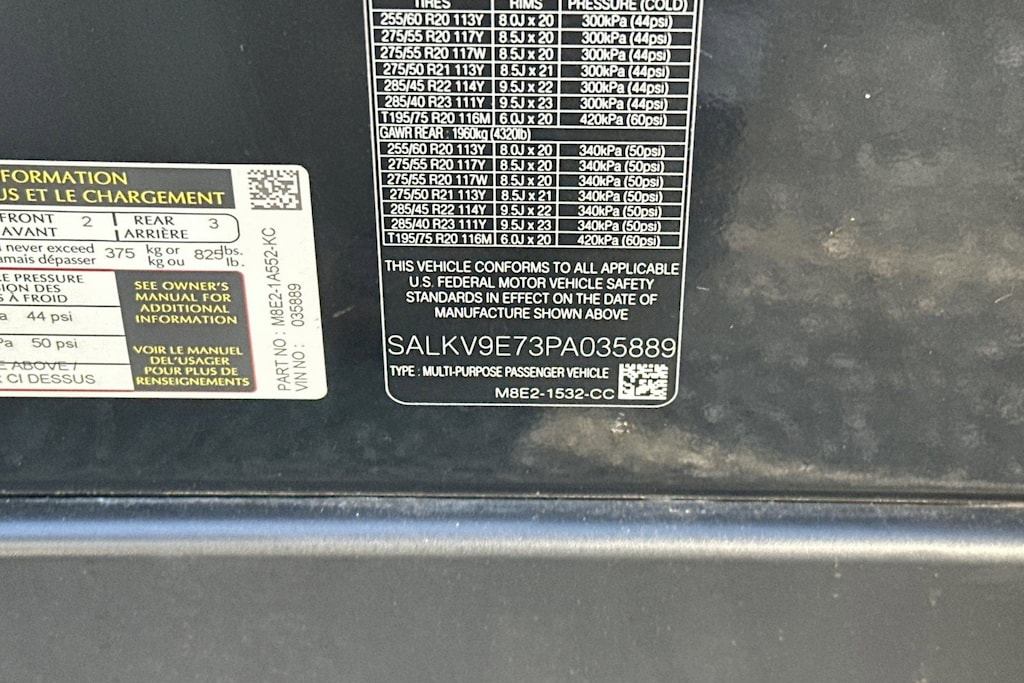 FORMATION
US ET LE CHARGEMENT
FRONT 2 REAR 3
AVANT ARRIÈRE
never exceed 375 kg or 825 lbs.
jamais dépasser kg ou lb.
E PRESSURE
SION DES
S À FROID
44 psi
Pa 50 psi
E ABOVE /
CI DESSUS
SEE OWNER'S
MANUAL FOR
ADDITIONAL
INFORMATION
VOIR LE MANUEL
DEL'USAGER
POUR PLUS DE
RENSEIGNEMENTS
PART NO : M8E2-1A552-KC
VIN NO : 035889
TIRES RIMS PRESSURE (COLD)
255/60 R20 113Y 8.0J x 20 300kPa (44psi)
275/55 R20 117Y 8.5J x 20 300kPa (44psi)
275/55 R20 117W 8.5J x 20 300kPa (44psi)
275/50 R21 113Y 8.5J x 21 300kPa (44psi)
285/45 R22 114Y 9.5J x 22 300kPa (44psi)
285/40 R23 111Y 9.5J x 23 300kPa (44psi)
T195/75 R20 116M 6.0J x 20 420kPa (60psi)
GAWR REAR : 1960kg (4320lb)
255/60 R20 113Y 8.0J x 20 340kPa (50psi)
275/55 R20 117Y 8.5J x 20 340kPa (50psi)
275/55 R20 117W 8.5J x 20 340kPa (50psi)
275/50 R21 113Y 8.5J x 21 340kPa (50psi)
285/45 R22 114Y 9.5J x 22 340kPa (50psi)
285/40 R23 111Y 9.5J x 23 340kPa (50psi)
T195/75 R20 116M 6.0J x 20 420kPa (60psi)
THIS VEHICLE CONFORMS TO ALL APPLICABLE
U.S. FEDERAL MOTOR VEHICLE SAFETY
STANDARDS IN EFFECT ON THE DATE OF
MANUFACTURE SHOWN ABOVE
SALKV9E73PA035889
TYPE : MULTI-PURPOSE PASSENGER VEHICLE
M8E2-1532-CC